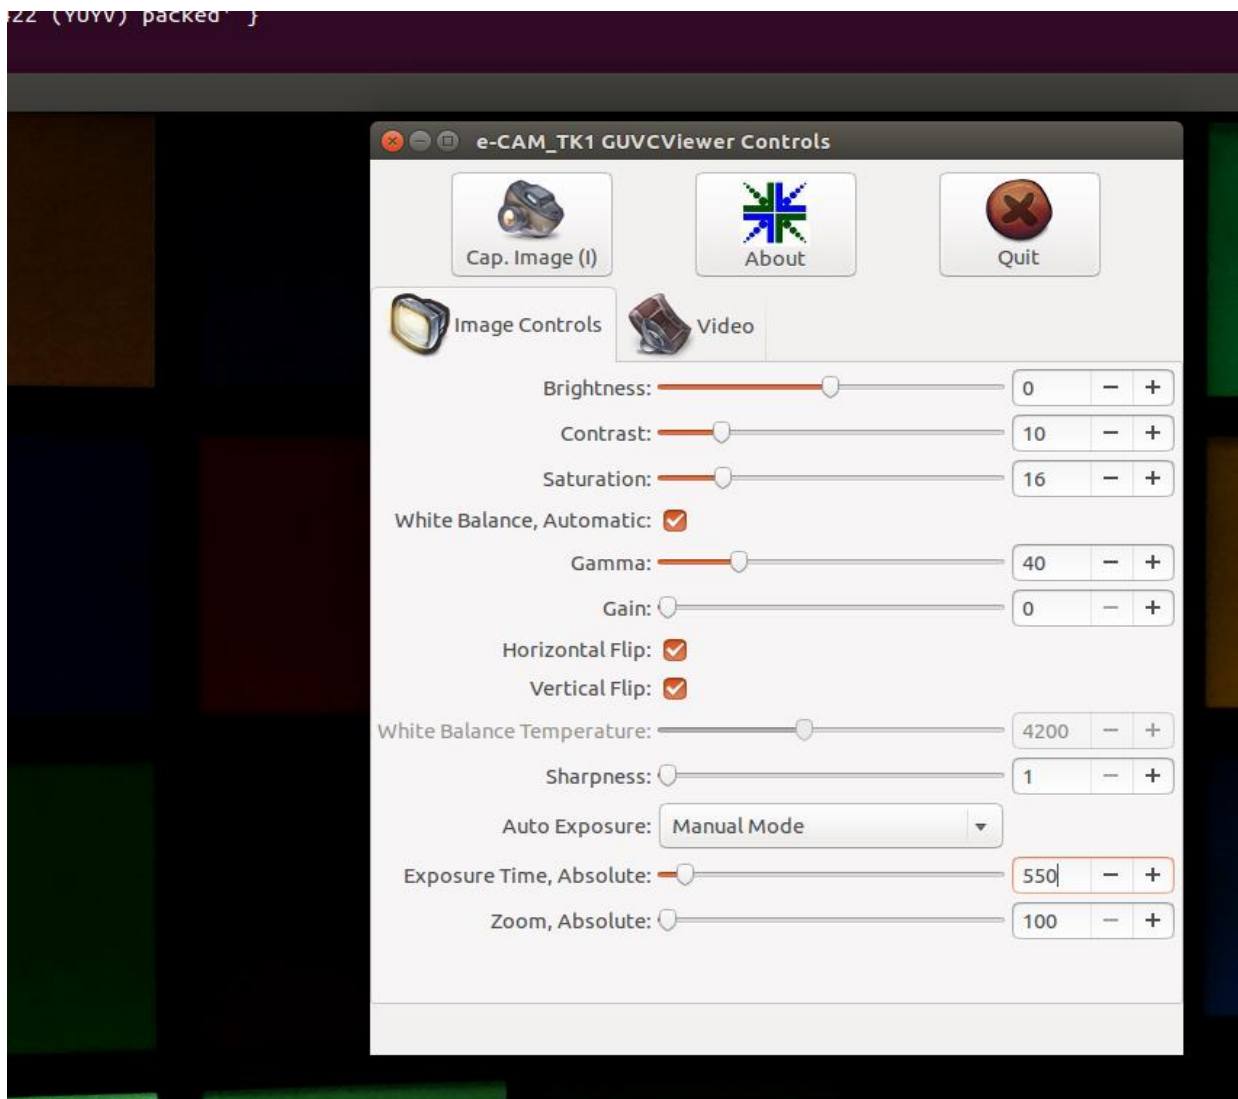 422 (YUYV) packed' }
e-CAM_TK1 GUVCViewer Controls
Cap. Image (I)
About
Quit
Image Controls
Video
Brightness: 0 − +
Contrast: 10 − +
Saturation: 16 − +
White Balance, Automatic:
Gamma: 40 − +
Gain: 0 − +
Horizontal Flip:
Vertical Flip:
White Balance Temperature: 4200 − +
Sharpness: 1 − +
Auto Exposure: Manual Mode
Exposure Time, Absolute: 550 − +
Zoom, Absolute: 100 − +